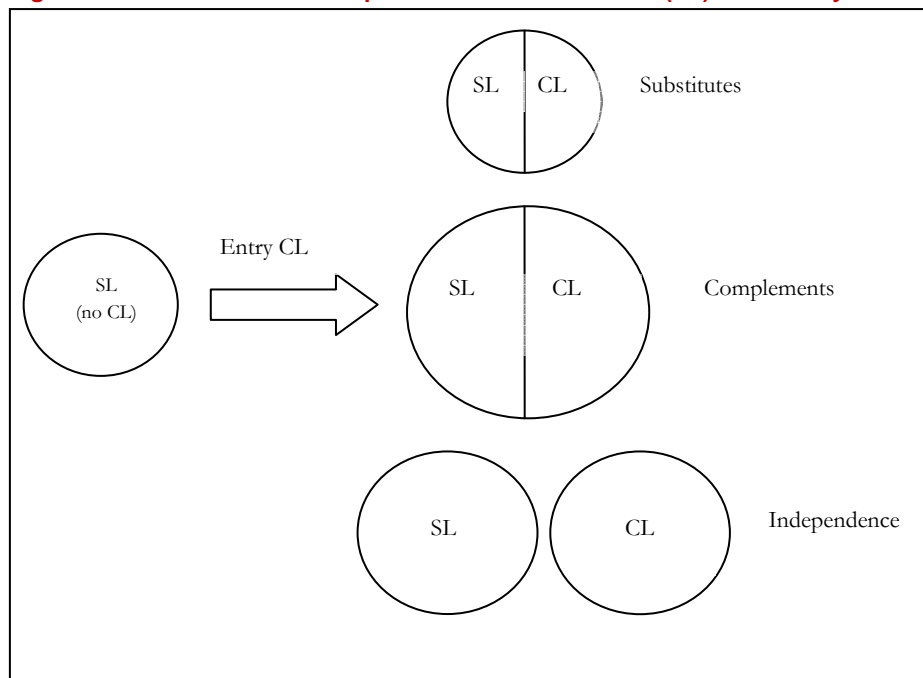 SL CL Substitutes
Entry CL
SL
(no CL)
SL CL Complements
SL CL Independence